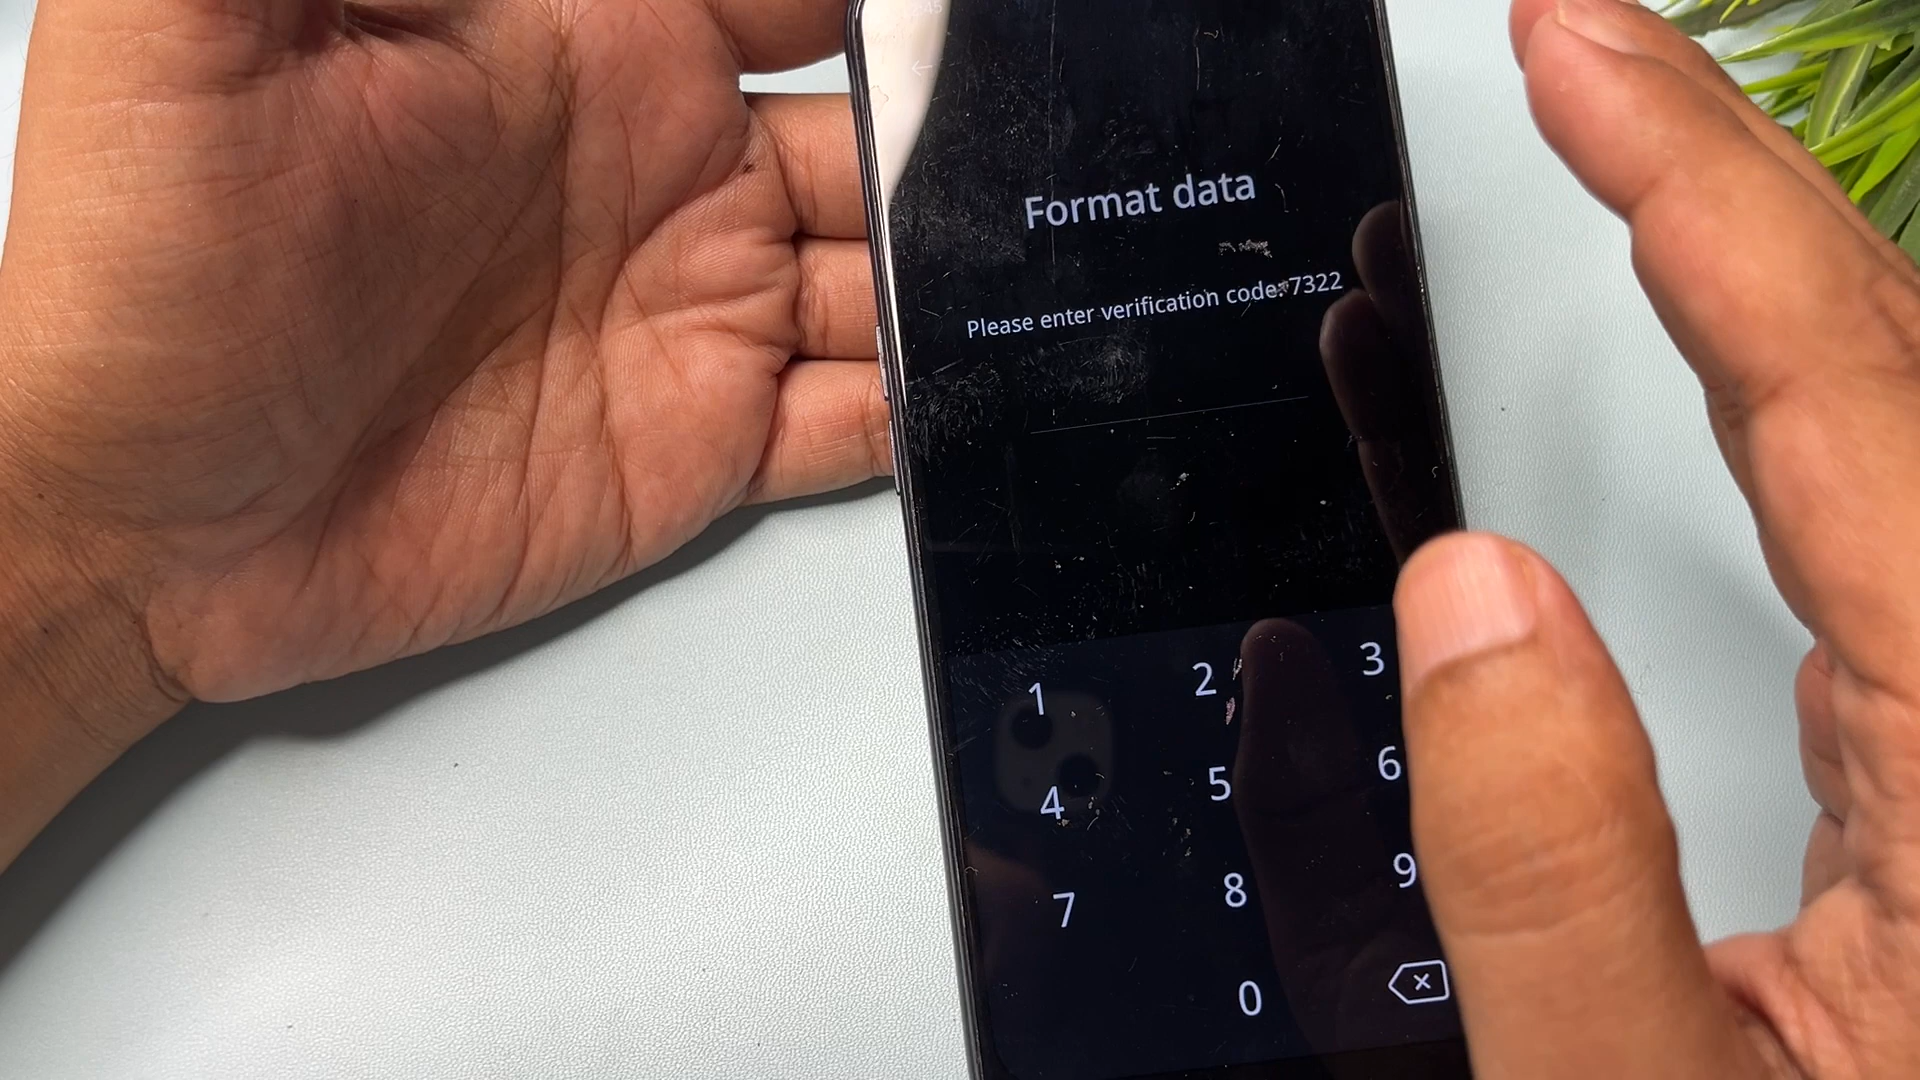 Format data
Please enter verification code: 7322
1 2 3
4 5 6
7 8 9
0